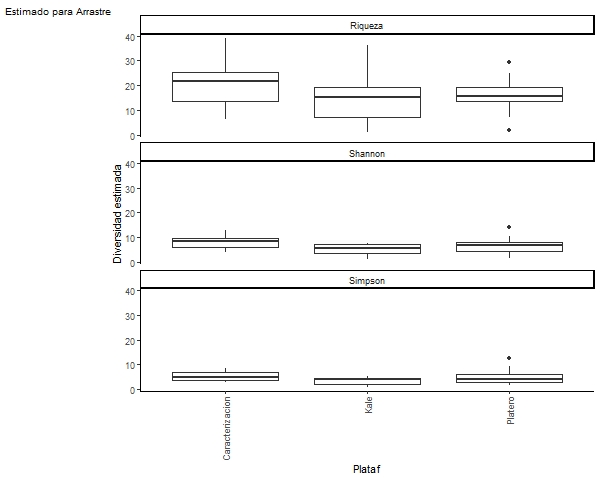 Estimado para Arrastre
Riqueza
40
30
20
10
0
Shannon
40
30
20
10
0
Simpson
40
30
20
10
0
Diversidad estimada
Caracterizacion
Kale
Platero
Plataf